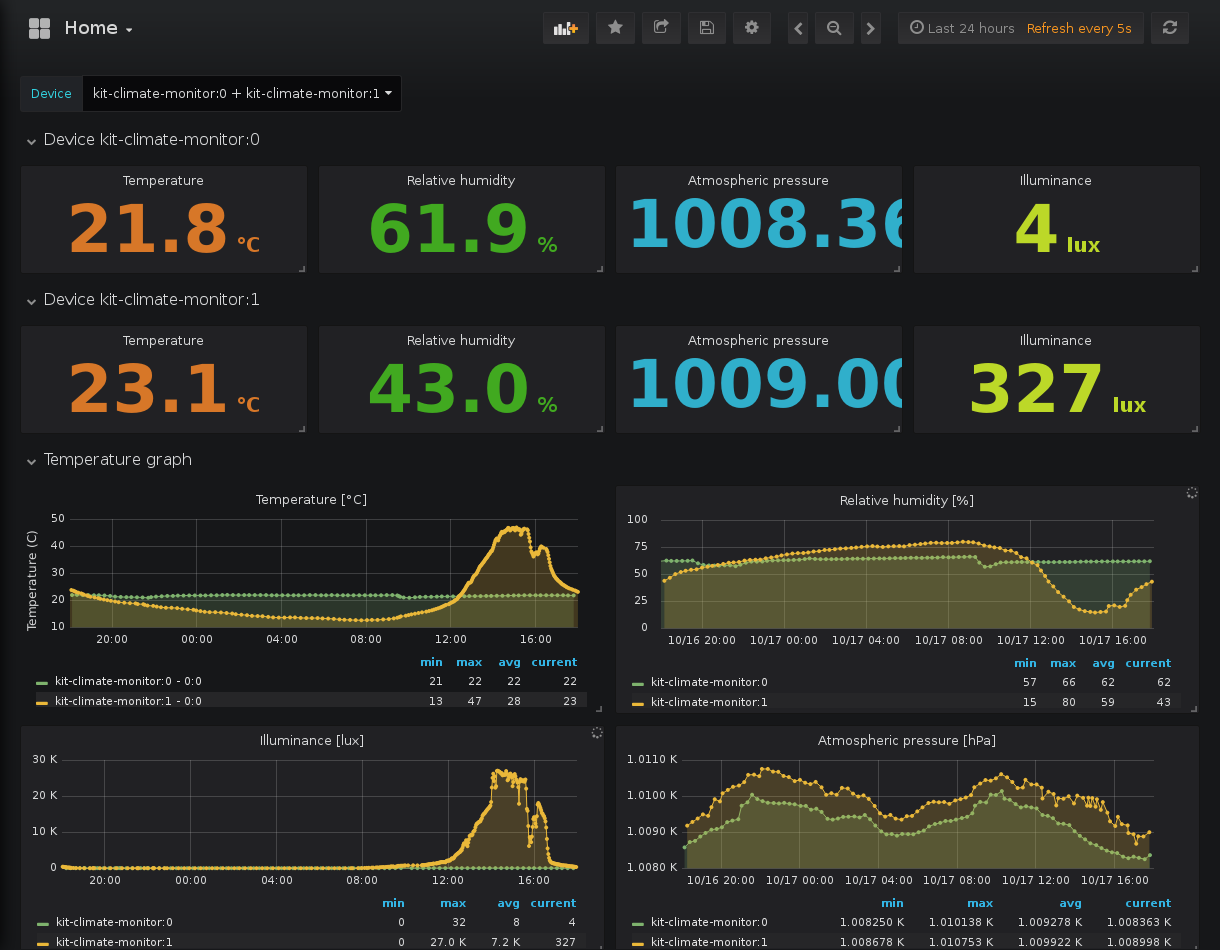 Home
Last 24 hours Refresh every 5s
Device kit-climate-monitor:0 + kit-climate-monitor:1
Device kit-climate-monitor:0
Temperature Relative humidity Atmospheric pressure Illuminance
21.8 °C 61.9 % 1008.36 4 lux
Device kit-climate-monitor:1
Temperature Relative humidity Atmospheric pressure Illuminance
23.1 °C 43.0 % 1009.00 327 lux
Temperature graph
Temperature [°C]
Temperature (C)
50
40
30
20
10
20:00 00:00 04:00 08:00 12:00 16:00
min max avg current
kit-climate-monitor:0 - 0:0 21 22 22 22
kit-climate-monitor:1 - 0:0 13 47 28 23
Relative humidity [%]
100
75
50
25
0
10/16 20:00 10/17 00:00 10/17 04:00 10/17 08:00 10/17 12:00 10/17 16:00
min max avg current
kit-climate-monitor:0 57 66 62 62
kit-climate-monitor:1 15 80 59 43
Illuminance [lux]
30 K
20 K
10 K
0
20:00 00:00 04:00 08:00 12:00 16:00
min max avg current
kit-climate-monitor:0 0 32 8 4
kit-climate-monitor:1 0 27.0 K 7.2 K 327
Atmospheric pressure [hPa]
1.0110 K
1.0100 K
1.0090 K
1.0080 K
10/16 20:00 10/17 00:00 10/17 04:00 10/17 08:00 10/17 12:00 10/17 16:00
min max avg current
kit-climate-monitor:0 1.008250 K 1.010138 K 1.009278 K 1.008363 K
kit-climate-monitor:1 1.008678 K 1.010753 K 1.009922 K 1.008998 K